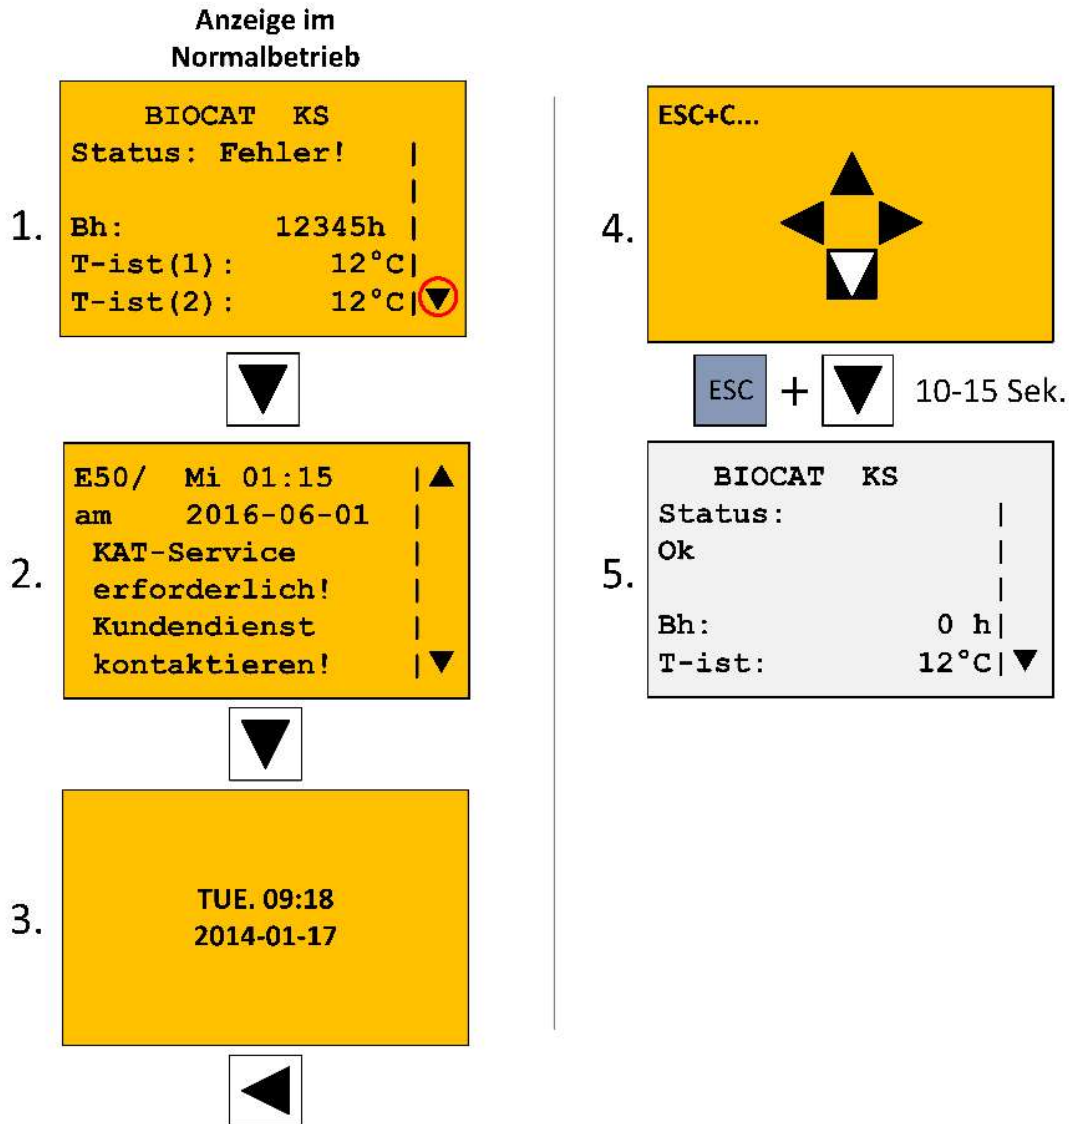 Anzeige im
Normalbetrieb
1.
BIOCAT KS
Status: Fehler! |
|
Bh: 12345h |
T-ist(1): 12°C|
T-ist(2): 12°C|▼
▼
2.
E50/ Mi 01:15 |▲
am 2016-06-01 |
KAT-Service |
erforderlich! |
Kundendienst |
kontaktieren! |▼
▼
3.
TUE. 09:18
2014-01-17
◀
4.
ESC+C...
ESC + ▼ 10-15 Sek.
5.
BIOCAT KS
Status: |
Ok |
|
Bh: 0 h|
T-ist: 12°C|▼